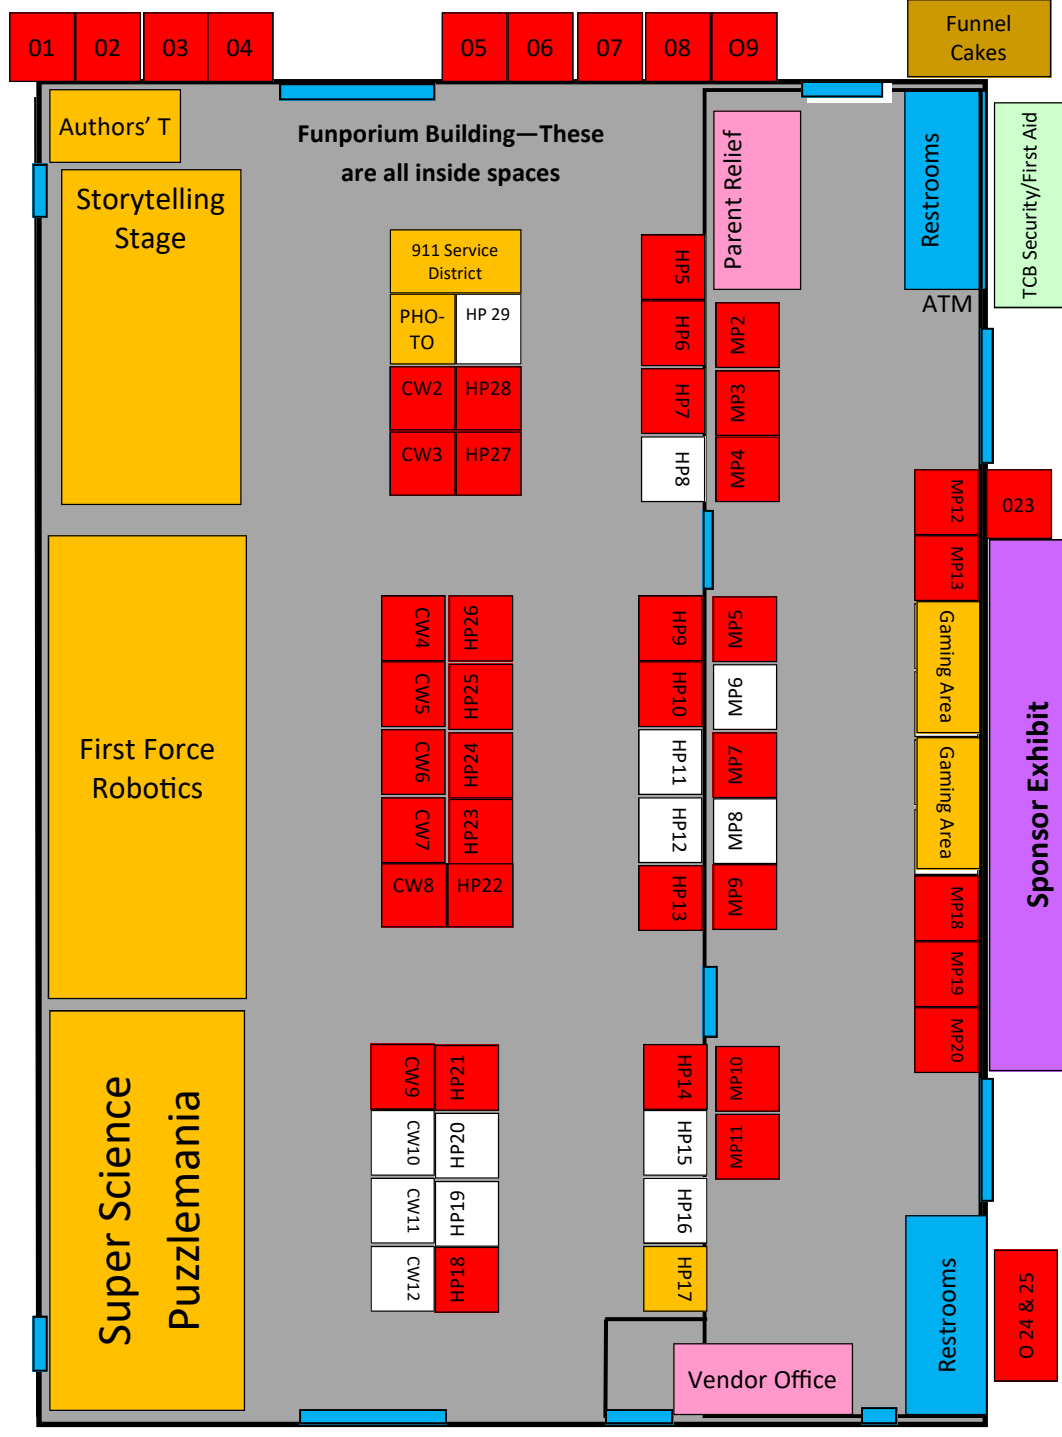 01
02
03
04
05
06
07
08
O9
Funnel
Cakes
Authors’ T
Funporium Building—These
are all inside spaces
Storytelling
Stage
Parent Relief
Restrooms
TCB Security/First Aid
ATM
911 Service
District
PHO-
TO
HP 29
CW2
HP28
CW3
HP27
HP5
HP6
HP7
HP8
MP2
MP3
MP4
MP12
023
MP13
Gaming Area
Gaming Area
MP18
MP19
MP20
Sponsor Exhibit
First Force
Robotics
CW4
HP26
CW5
HP25
CW6
HP24
CW7
HP23
CW8
HP22
HP9
HP10
HP11
HP12
HP13
MP5
MP6
MP7
MP8
MP9
Super Science
Puzzlemania
CW9
HP21
CW10
HP20
CW11
HP19
CW12
HP18
HP14
HP15
HP16
HP17
MP10
MP11
Vendor Office
Restrooms
O 24 & 25